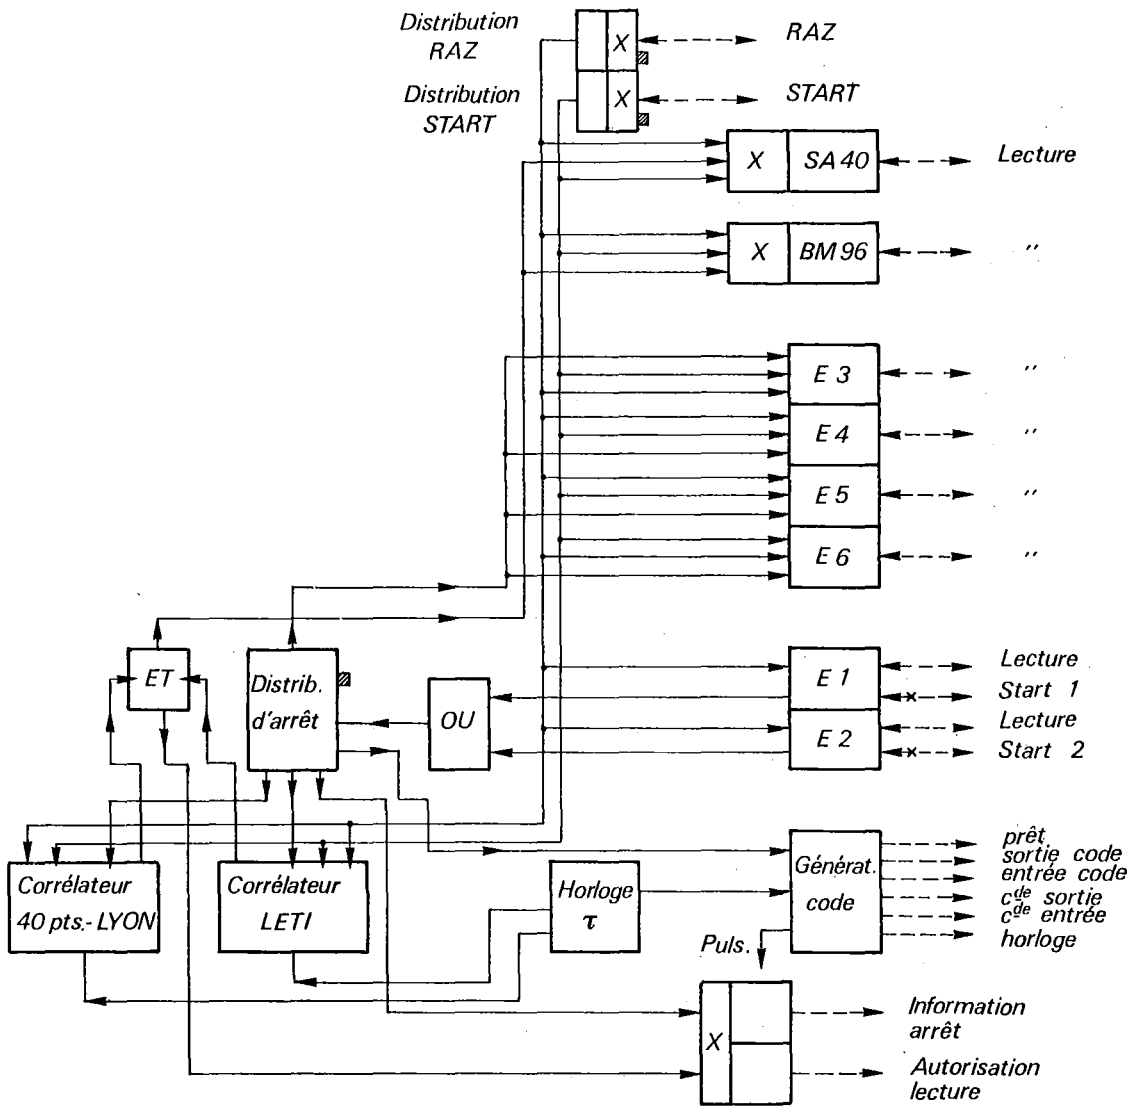 Distribution
RAZ
X
RAZ
Distribution
START
X
START
X
SA 40
Lecture
X
BM 96
״
E 3
״
E 4
״
E 5
״
E 6
״
ET
Distrib.
d'arrêt
OU
E 1
Lecture
Start 1
E 2
Lecture
Start 2
Corrélateur
40 pts.-LYON
Corrélateur
LETI
Horloge
τ
Générat.
code
prêt
sortie code
entrée code
cde sortie
cde entrée
horloge
Puls.
X
Information
arrêt
Autorisation
lecture